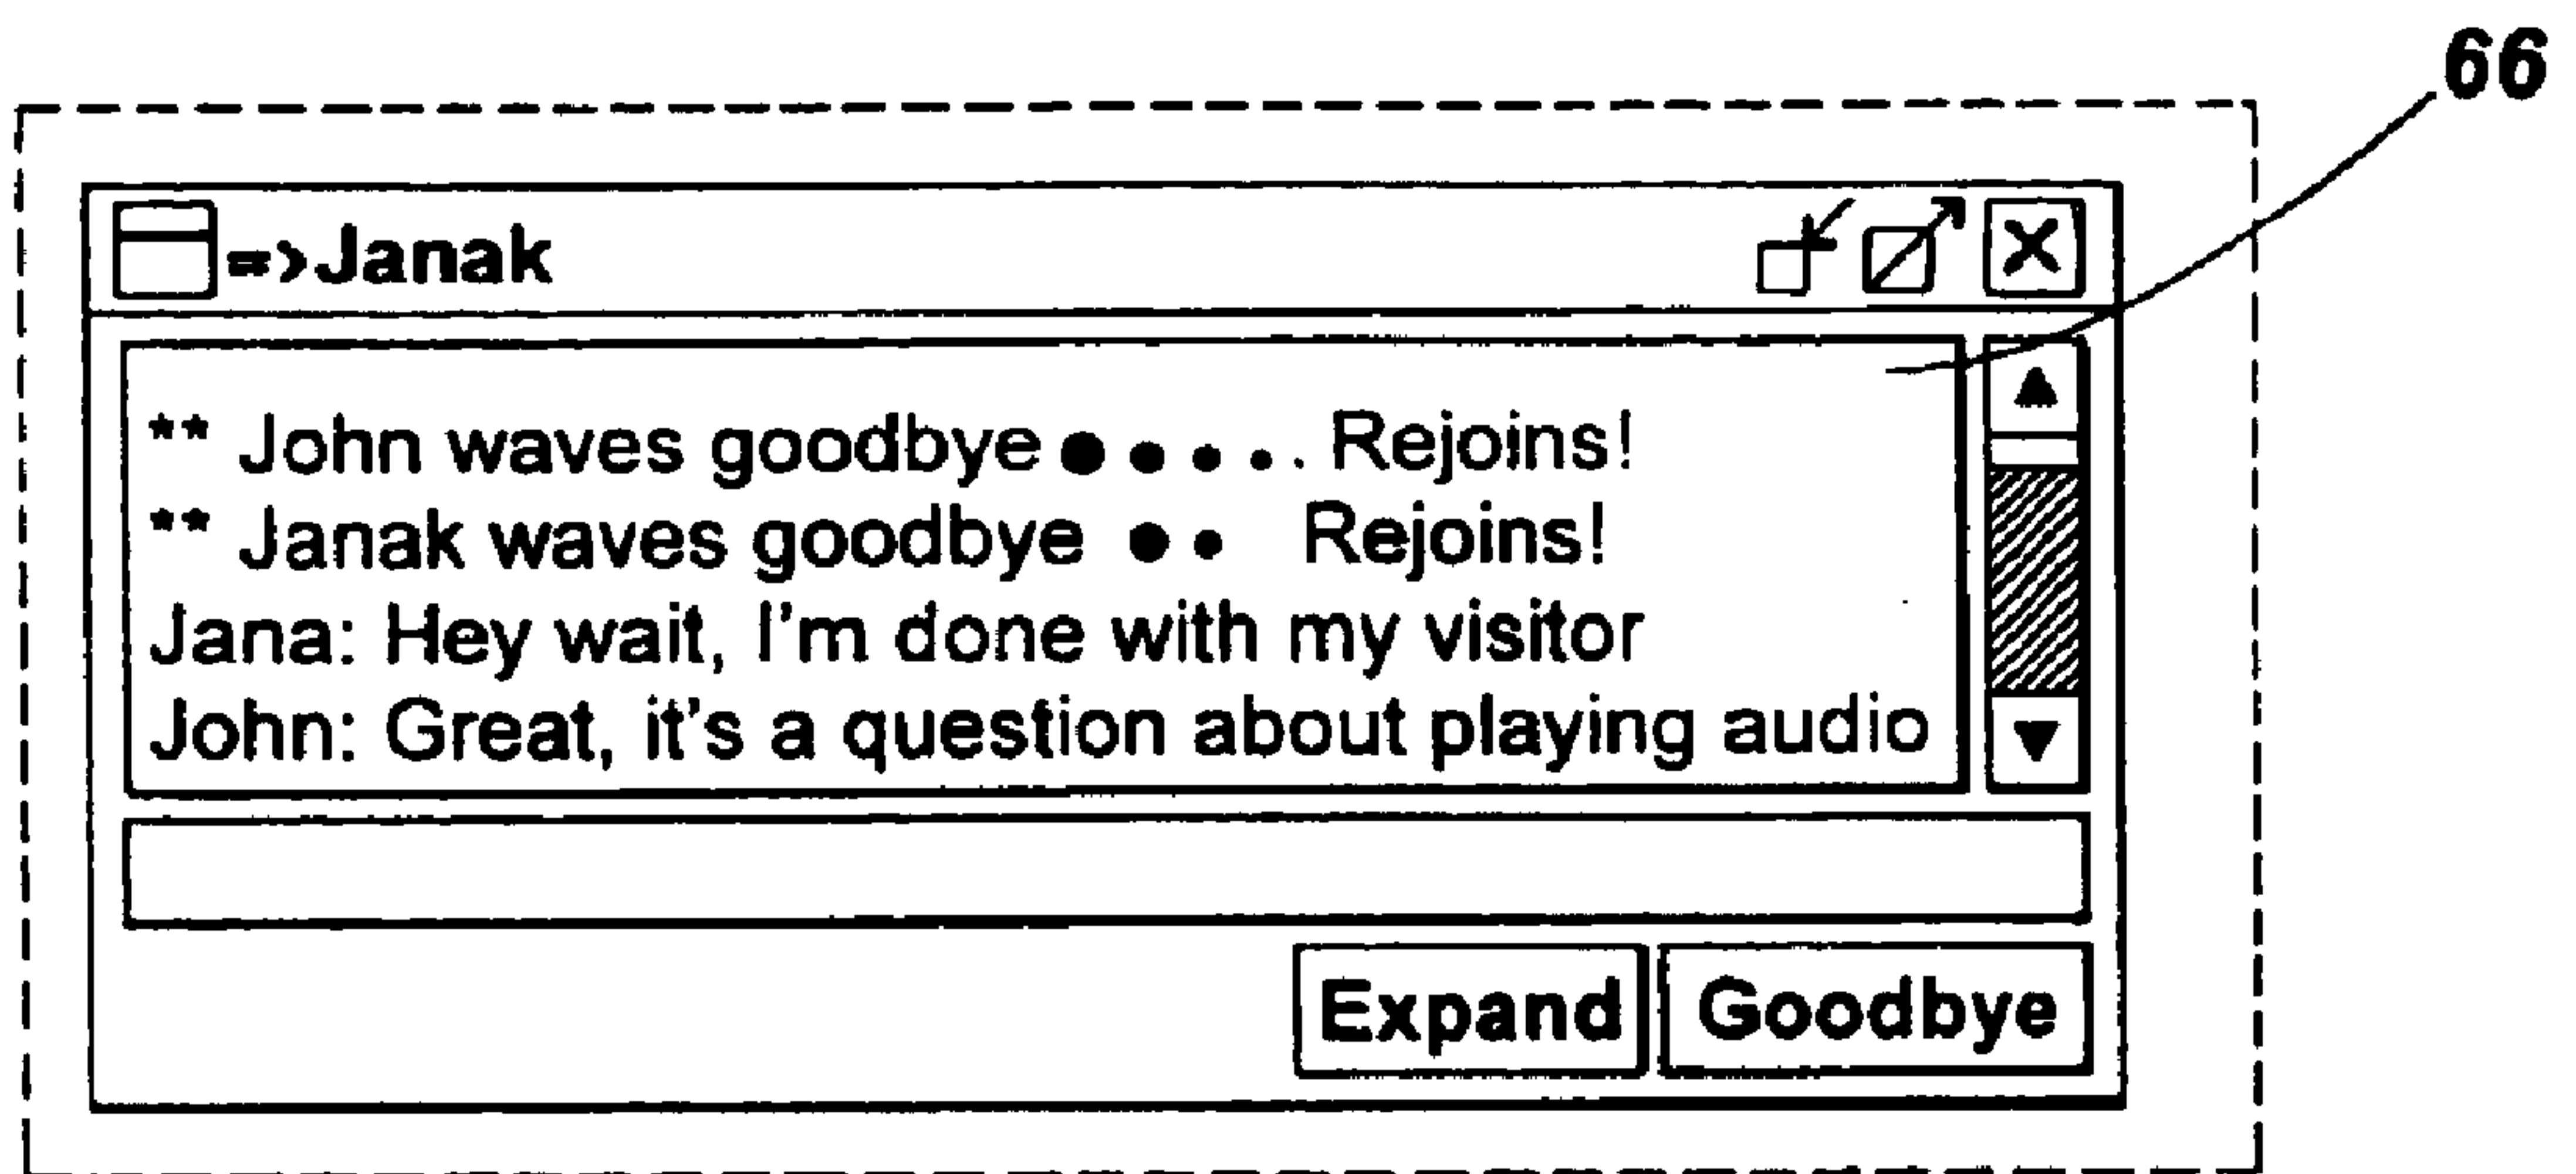 66
=>Janak
** John waves goodbye ● • • • . Rejoins!
** Janak waves goodbye ● • Rejoins!
Jana: Hey wait, I'm done with my visitor
John: Great, it's a question about playing audio
Expand Goodbye